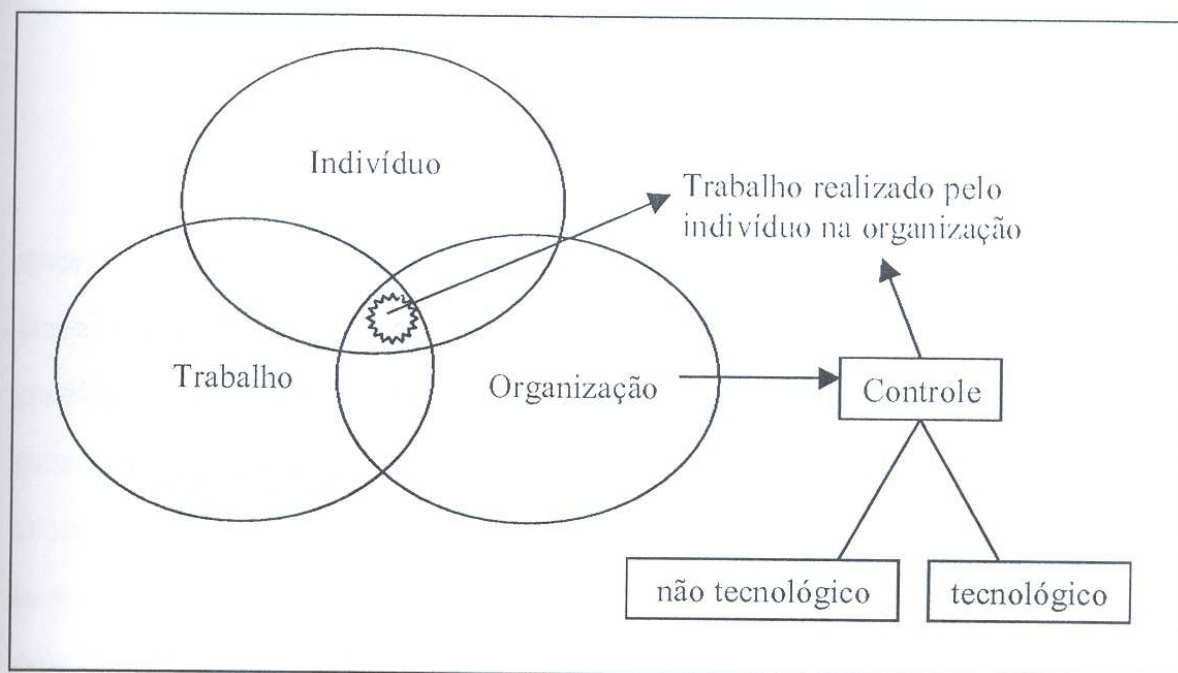 Indivíduo
Trabalho realizado pelo
indivíduo na organização
Trabalho
Organização
Controle
não tecnológico
tecnológico